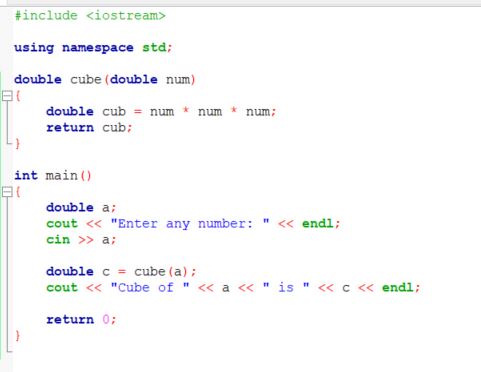 #include <iostream>
using namespace std;
double cube(double num)
{
double cub = num * num * num;
return cub;
}
int main()
{
double a;
cout << "Enter any number: " << endl;
cin >> a;
double c = cube(a);
cout << "Cube of " << a << " is " << c << endl;
return 0;
}